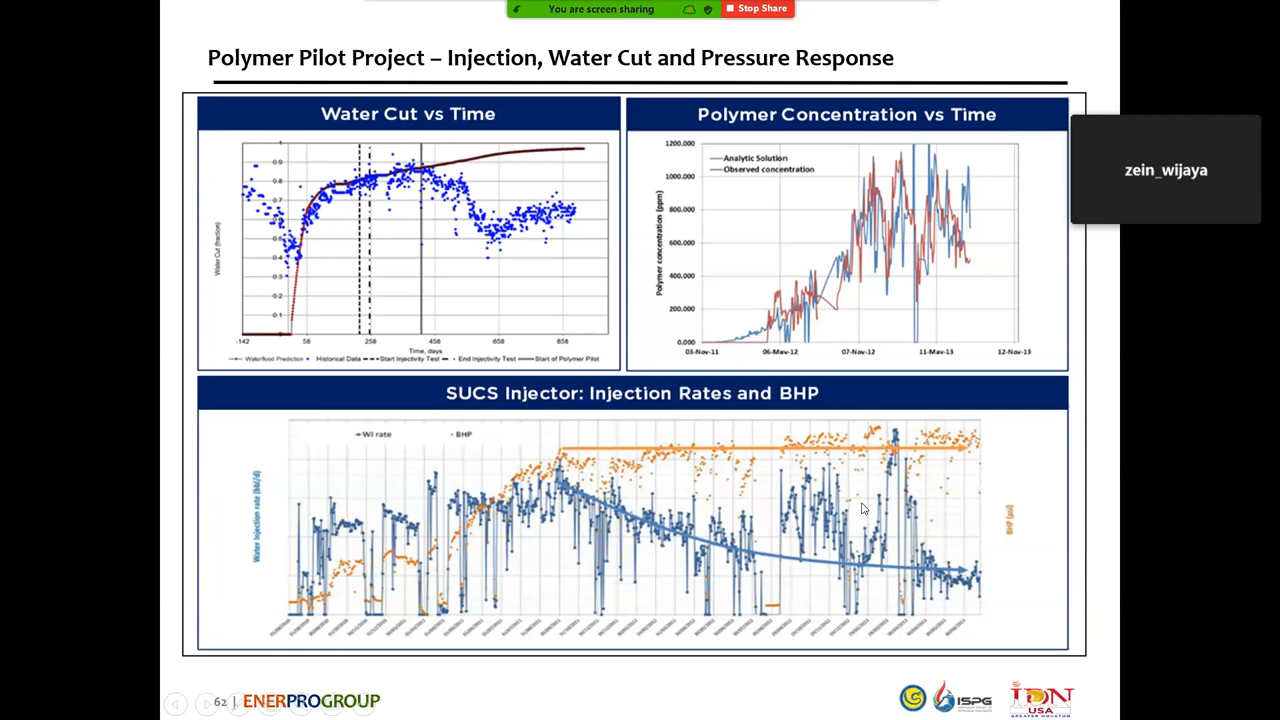 You are screen sharing
Stop Share
Polymer Pilot Project – Injection, Water Cut and Pressure Response
zein_wijaya
Water Cut vs Time
Water Cut (fraction)
1
0.9
0.8
0.7
0.6
0.5
0.4
0.3
0.2
0.1
0
-142
58
258
458
658
858
Time, days
Waterflood Prediction
Historical Data
Start Injectivity Test
End Injectivity Test
Start of Polymer Pilot
Polymer Concentration vs Time
Analytic Solution
Observed concentration
Polymer concentration (ppm)
1200.000
1000.000
800.000
600.000
400.000
200.000
0.000
03-Nov-11
06-May-12
07-Nov-12
11-May-13
12-Nov-13
SUCS Injector: Injection Rates and BHP
WI rate
BHP
Water Injection rate (bbl/d)
BHP (psi)
62 | ENERPROGROUP
ISPG
IDN
USA
GREATER HOUSTON